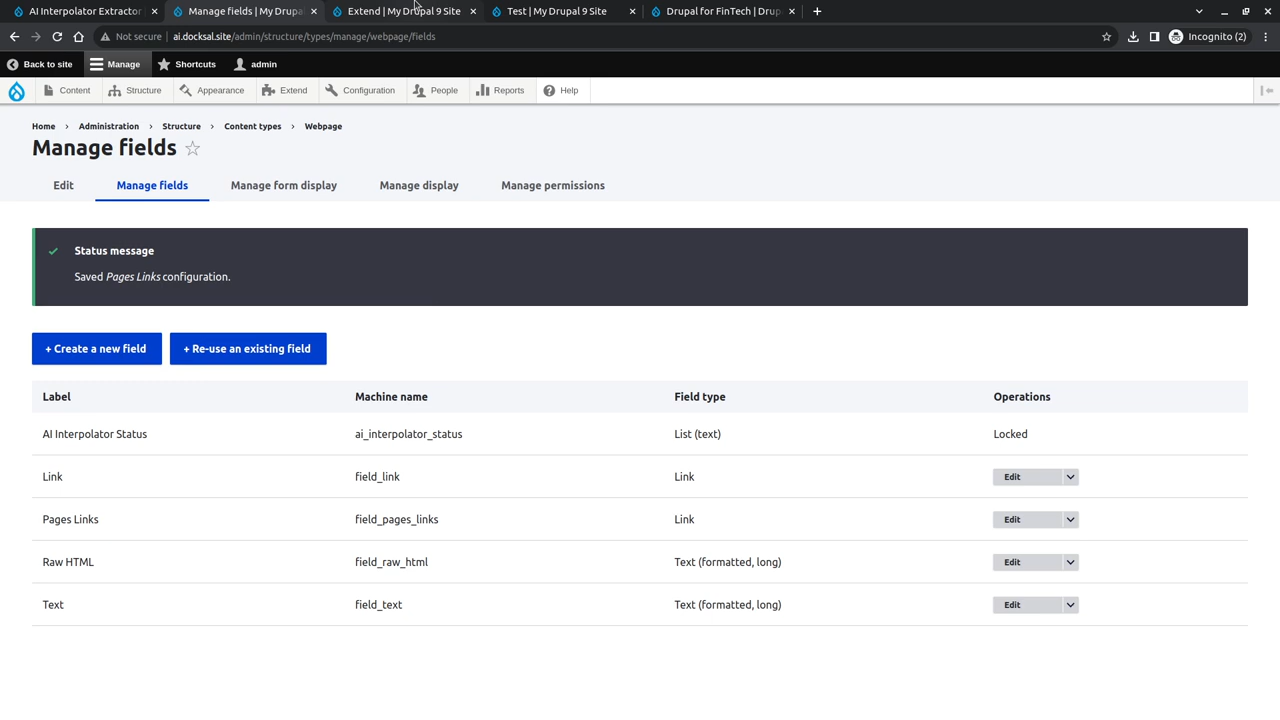 AI Interpolator Extractor
Manage fields | My Drupa
Extend | My Drupal 9 Site
Test | My Drupal 9 Site
Drupal for FinTech | Drup
Not secure | ai.docksal.site/admin/structure/types/manage/webpage/fields
Incognito (2)
Back to site
Manage
Shortcuts
admin
Content
Structure
Appearance
Extend
Configuration
People
Reports
Help
Home › Administration › Structure › Content types › Webpage
Manage fields
Edit
Manage fields
Manage form display
Manage display
Manage permissions
Status message
Saved Pages Links configuration.
+ Create a new field
+ Re-use an existing field
Label Machine name Field type Operations
AI Interpolator Status ai_interpolator_status List (text) Locked
Link field_link Link Edit
Pages Links field_pages_links Link Edit
Raw HTML field_raw_html Text (formatted, long) Edit
Text field_text Text (formatted, long) Edit